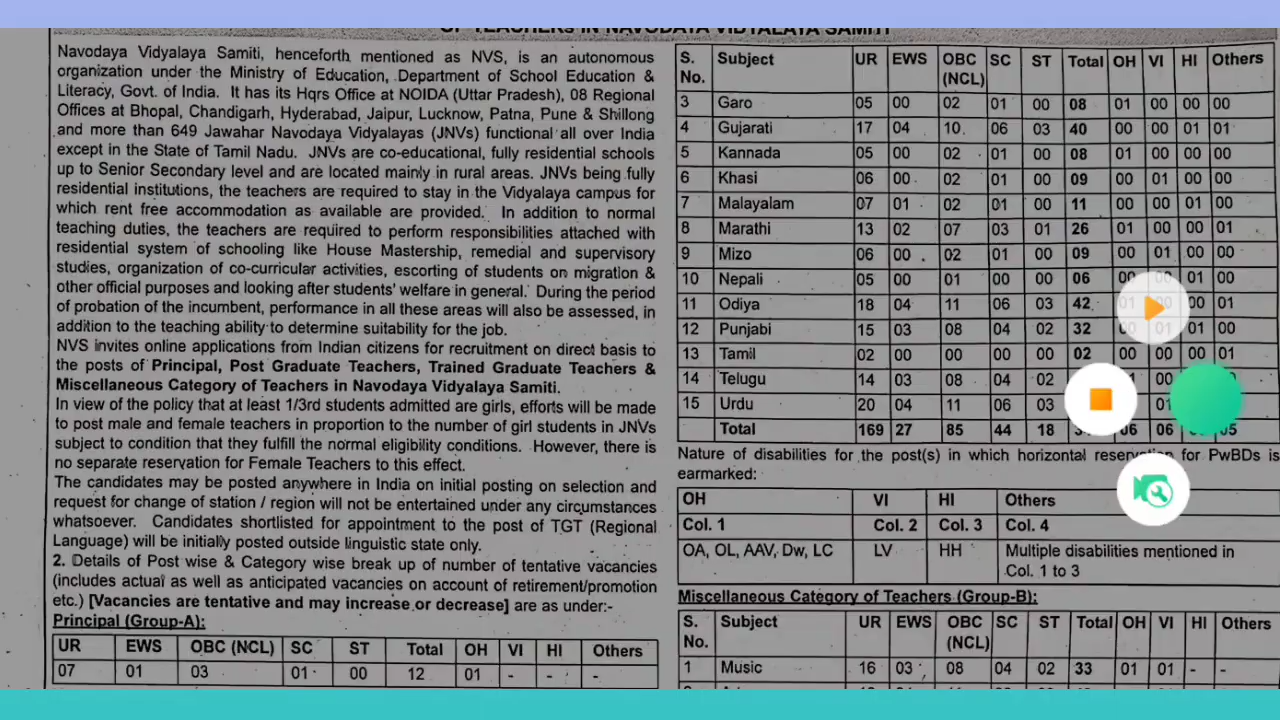 OF TEACHERS IN NAVODAYA VIDYALAYA SAMITI
Navodaya Vidyalaya Samiti, henceforth mentioned as NVS, is an autonomous
organization under the Ministry of Education, Department of School Education &
Literacy, Govt. of India. It has its Hqrs Office at NOIDA (Uttar Pradesh), 08 Regional
Offices at Bhopal, Chandigarh, Hyderabad, Jaipur, Lucknow, Patna, Pune & Shillong
and more than 649 Jawahar Navodaya Vidyalayas (JNVs) functional all over India
except in the State of Tamil Nadu. JNVs are co-educational, fully residential schools
up to Senior Secondary level and are located mainly in rural areas. JNVs being fully
residential institutions, the teachers are required to stay in the Vidyalaya campus for
which rent free accommodation as available are provided. In addition to normal
teaching duties, the teachers are required to perform responsibilities attached with
residential system of schooling like House Mastership, remedial and supervisory
studies, organization of co-curricular activities, escorting of students on migration &
other official purposes and looking after students' welfare in general. During the period
of probation of the incumbent, performance in all these areas will also be assessed, in
addition to the teaching ability to determine suitability for the job.
NVS invites online applications from Indian citizens for recruitment on direct basis to
the posts of Principal, Post Graduate Teachers, Trained Graduate Teachers &
Miscellaneous Category of Teachers in Navodaya Vidyalaya Samiti.
In view of the policy that at least 1/3rd students admitted are girls, efforts will be made
to post male and female teachers in proportion to the number of girl students in JNVs
subject to condition that they fulfill the normal eligibility conditions. However, there is
no separate reservation for Female Teachers to this effect.
The candidates may be posted anywhere in India on initial posting on selection and
request for change of station / region will not be entertained under any circumstances
whatsoever. Candidates shortlisted for appointment to the post of TGT (Regional
Language) will be initially posted outside linguistic state only.
2. Details of Post wise & Category wise break up of number of tentative vacancies
(includes actual as well as anticipated vacancies on account of retirement/promotion
etc.) [Vacancies are tentative and may increase or decrease] are as under:-
Principal (Group-A):
UR EWS OBC (NCL) SC ST Total OH VI HI Others
07 01 03 01 00 12 01 - - -
S. No. Subject UR EWS OBC (NCL) SC ST Total OH VI HI Others
3 Garo 05 00 02 01 00 08 01 00 00 00
4 Gujarati 17 04 10 06 03 40 00 00 01 01
5 Kannada 05 00 02 01 00 08 01 00 00 00
6 Khasi 06 00 02 01 00 09 00 01 00 00
7 Malayalam 07 01 02 01 00 11 00 00 01 00
8 Marathi 13 02 07 03 01 26 01 00 00 01
9 Mizo 06 00 02 01 00 09 00 01 00 00
10 Nepali 05 00 01 00 00 06 00 00 01 00
11 Odiya 18 04 11 06 03 42 01 00 00 01
12 Punjabi 15 03 08 04 02 32 00 01 01 00
13 Tamil 02 00 00 00 00 02 00 00 00 01
14 Telugu 14 03 08 04 02 00
15 Urdu 20 04 11 06 03 01
Total 169 27 85 44 18 06 06 05
Nature of disabilities for the post(s) in which horizontal reservation for PwBDs is
earmarked:
OH VI HI Others
Col. 1 Col. 2 Col. 3 Col. 4
OA, OL, AAV, Dw, LC LV HH Multiple disabilities mentioned in
Col. 1 to 3
Miscellaneous Category of Teachers (Group-B):
S. No. Subject UR EWS OBC (NCL) SC ST Total OH VI HI Others
1 Music 16 03 08 04 02 33 01 01 - -